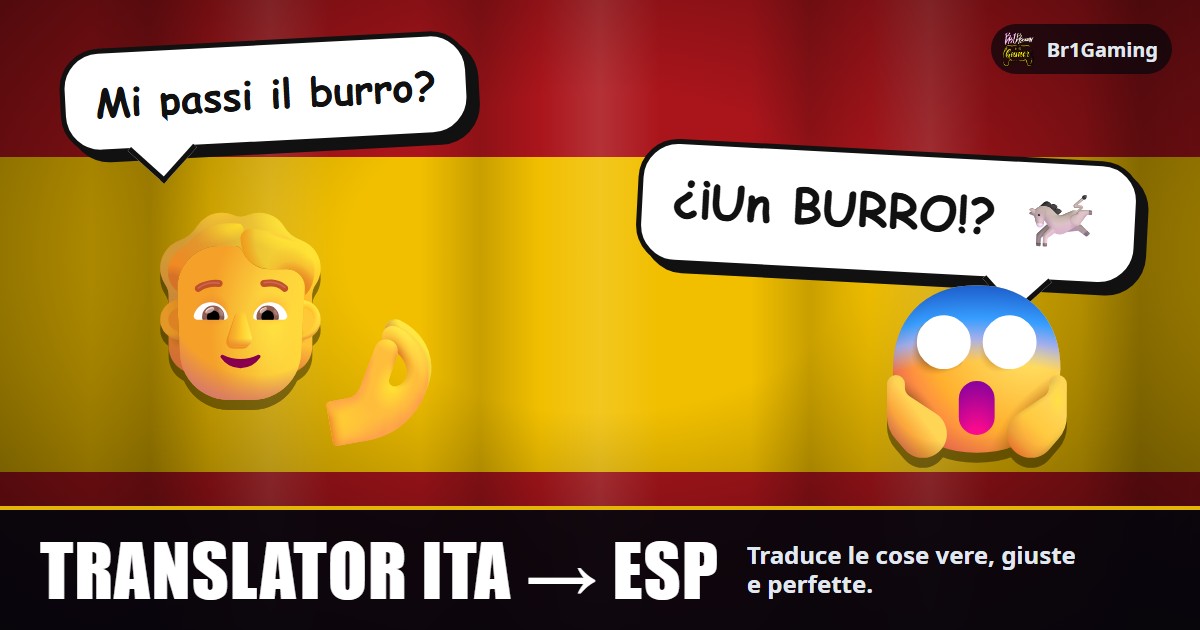 Mi passi il burro?
Br1Gaming
¿¡Un BURRO!?
TRANSLATOR ITA → ESP
Traduce le cose vere, giuste
e perfette.